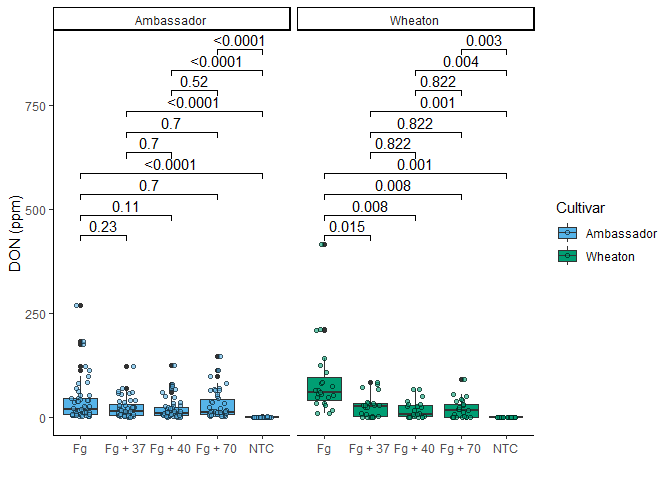 Ambassador Wheaton
<0.0001 0.003
<0.0001 0.004
0.52 0.822
<0.0001 0.001
0.7 0.822
0.7 0.822
<0.0001 0.001
0.7 0.008
0.11 0.008
0.23 0.015
DON (ppm)
750
500
250
0
Fg Fg + 37 Fg + 40 Fg + 70 NTC Fg Fg + 37 Fg + 40 Fg + 70 NTC
Cultivar
Ambassador
Wheaton